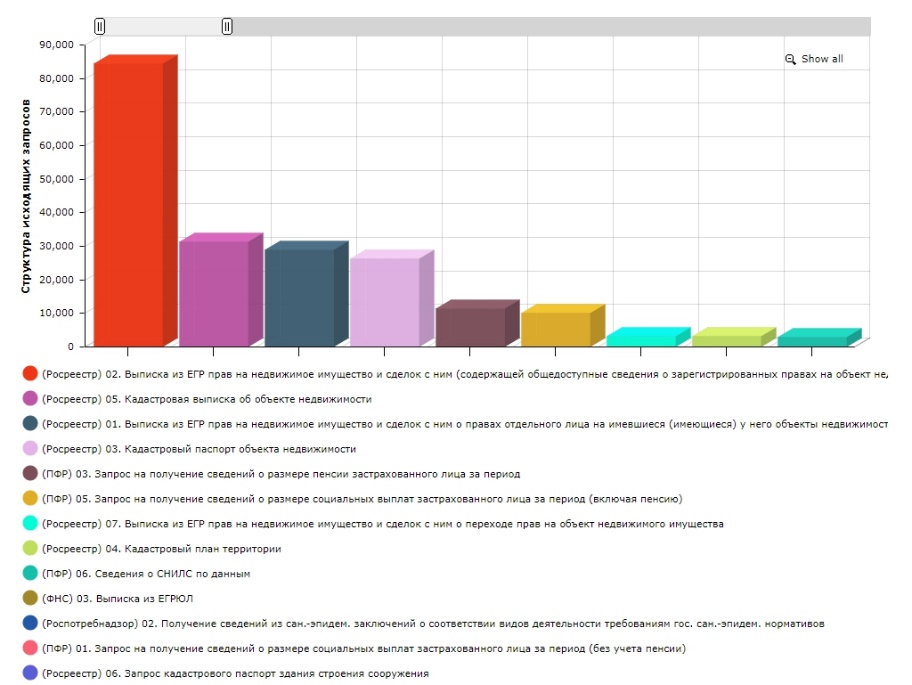 90,000
Show all
80,000
70,000
60,000
50,000
40,000
30,000
20,000
10,000
0
Структура исходящих запросов
(Росреестр) 02. Выписка из ЕГР прав на недвижимое имущество и сделок с ним (содержащей общедоступные сведения о зарегистрированных правах на объект
(Росреестр) 05. Кадастровая выписка об объекте недвижимости
(Росреестр) 01. Выписка из ЕГР прав на недвижимое имущество и сделок с ним о правах отдельного лица на имевшиеся (имеющиеся) у него объекты недвижимост
(Росреестр) 03. Кадастровый паспорт объекта недвижимости
(ПФР) 03. Запрос на получение сведений о размере пенсии застрахованного лица за период
(ПФР) 05. Запрос на получение сведений о размере социальных выплат застрахованного лица за период (включая пенсию)
(Росреестр) 07. Выписка из ЕГР прав на недвижимое имущество и сделок с ним о переходе прав на объект недвижимого имущества
(Росреестр) 04. Кадастровый план территории
(ПФР) 06. Сведения о СНИЛС по данным
(ФНС) 03. Выписка из ЕГРЮЛ
(Роспотребнадзор) 02. Получение сведений из сан.-эпидем. заключений о соответствии видов деятельности требованиям гос. сан.-эпидем. нормативов
(ПФР) 01. Запрос на получение сведений о размере социальных выплат застрахованного лица за период (без учета пенсии)
(Росреестр) 06. Запрос кадастрового паспорта здания строения сооружения